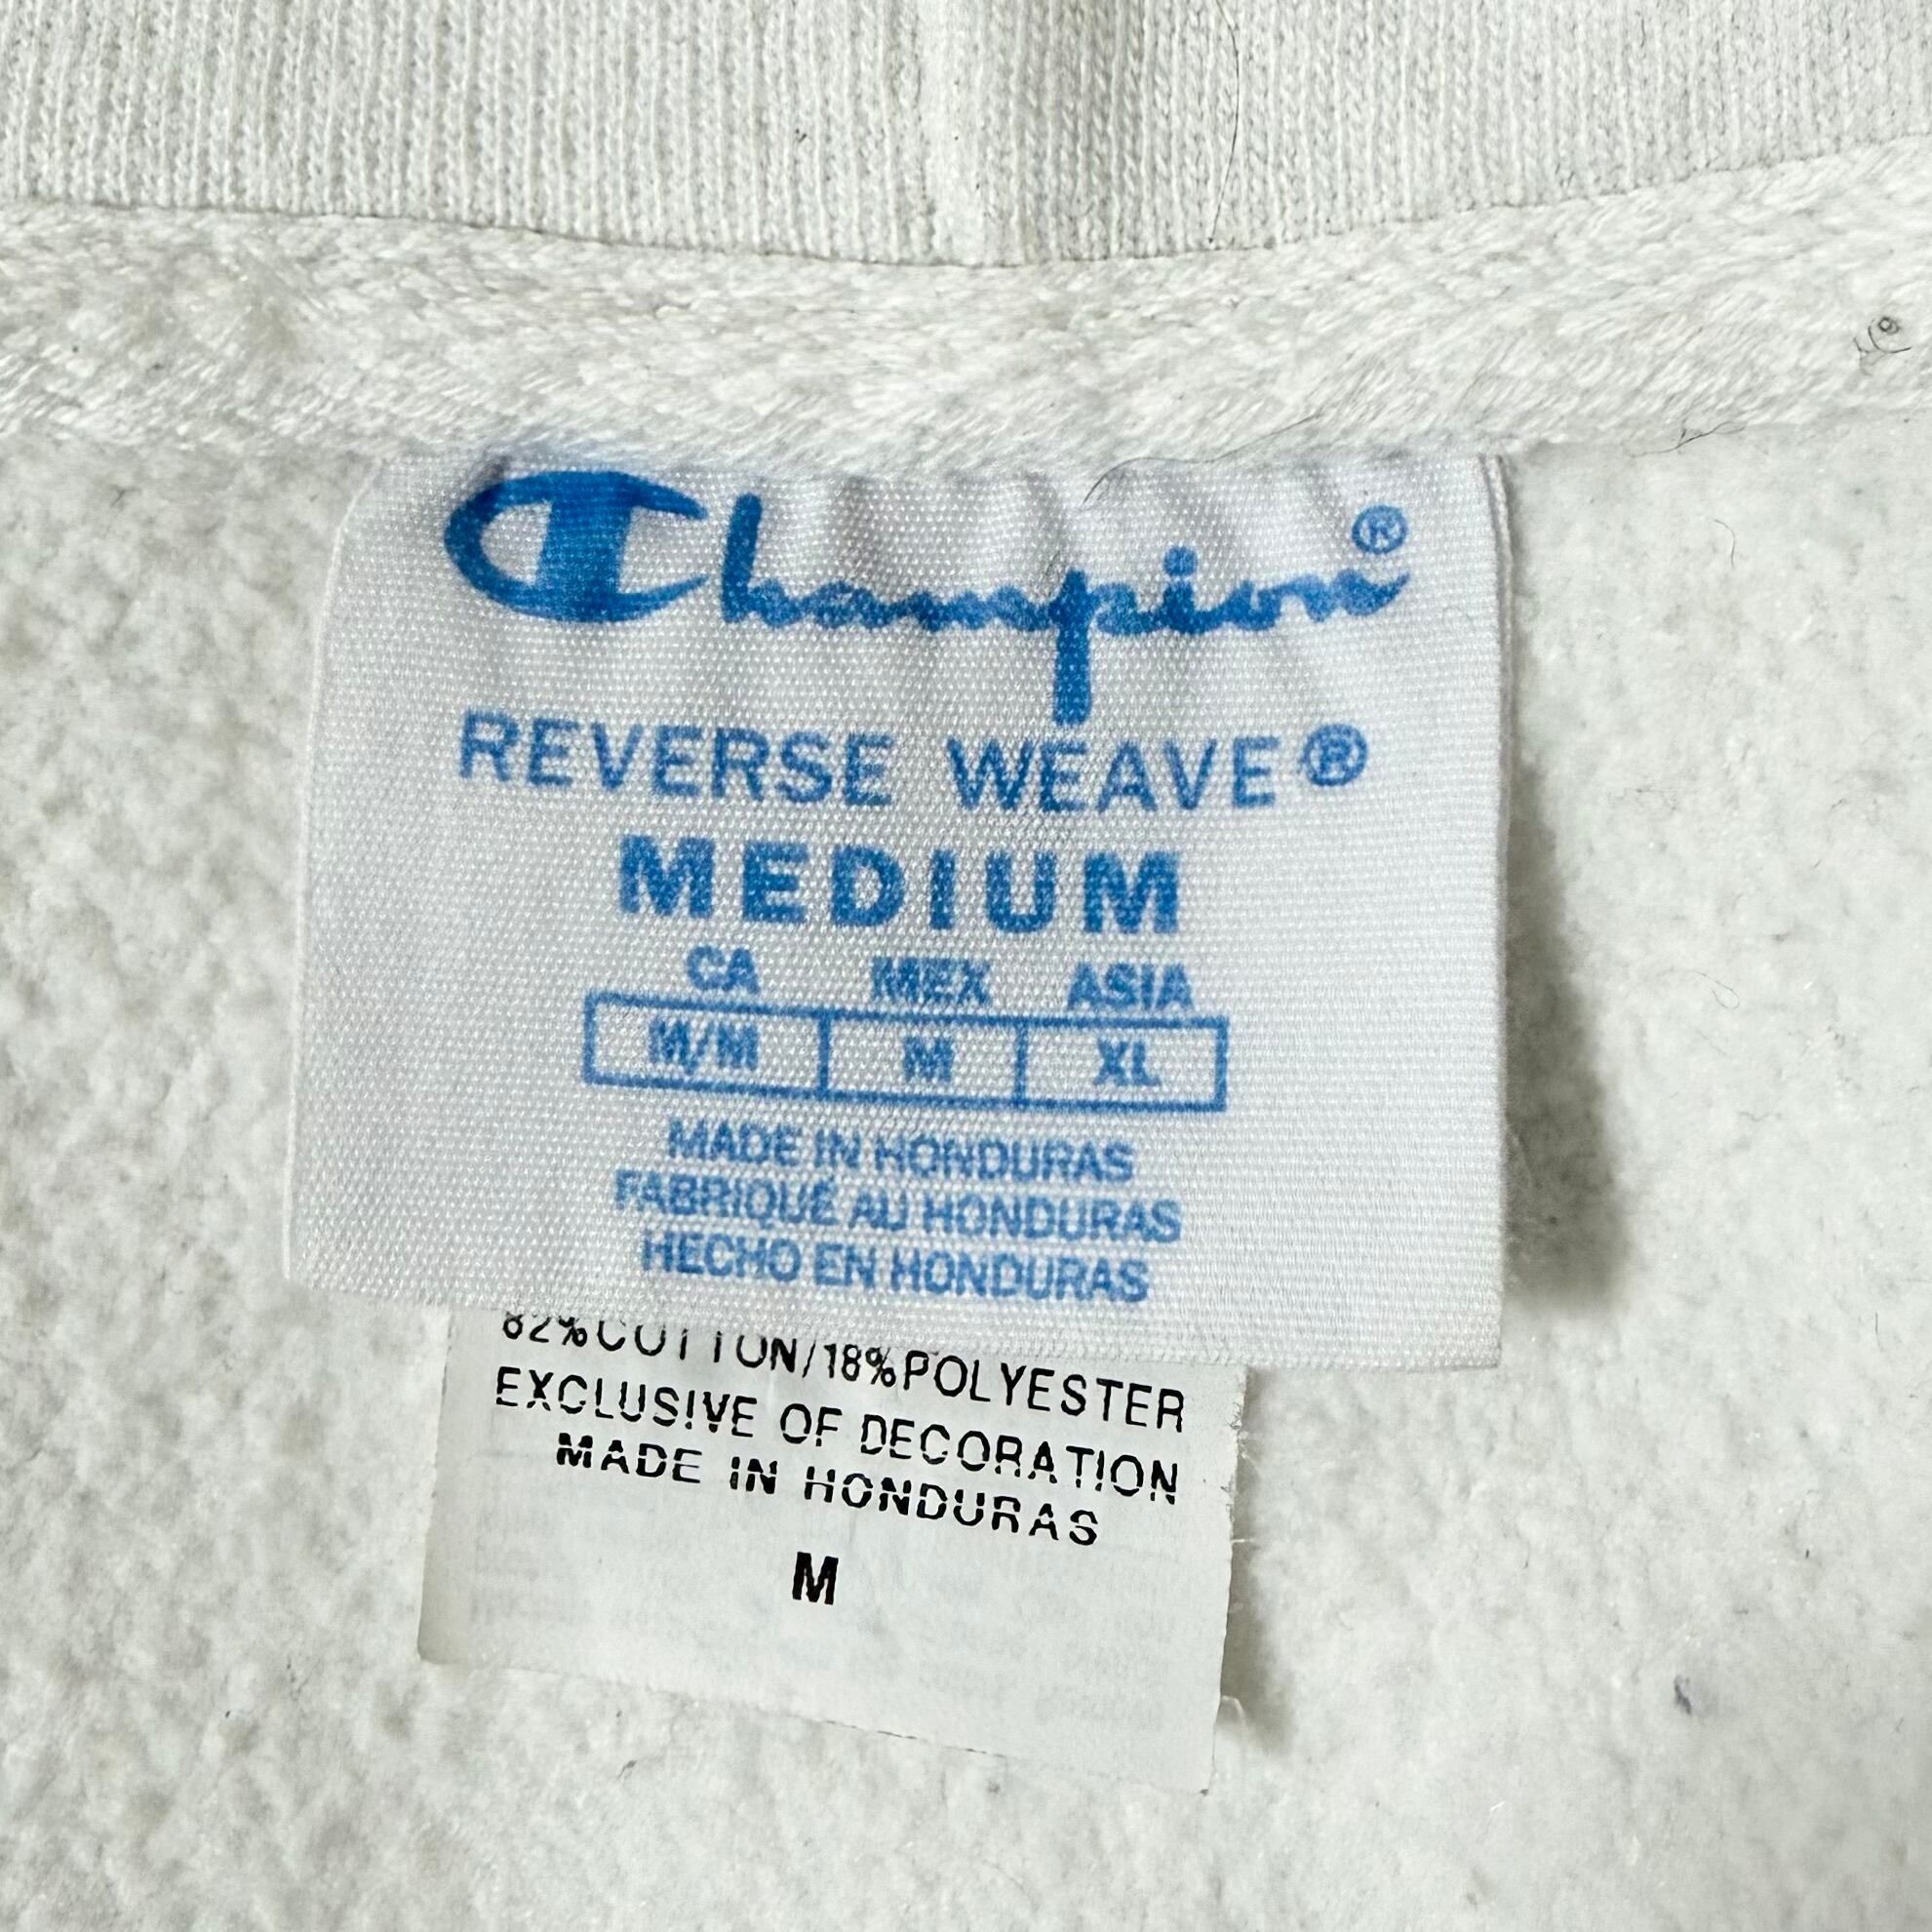 Champion®
REVERSE WEAVE®
MEDIUM
CA MEX ASIA
M/M M XL
MADE IN HONDURAS
FABRIQUÉ AU HONDURAS
HECHO EN HONDURAS
82%COTTON/18%POLYESTER
EXCLUSIVE OF DECORATION
MADE IN HONDURAS
M